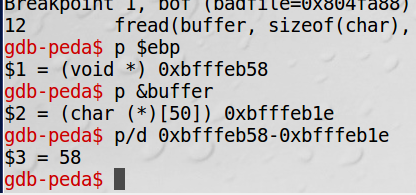 Breakpoint 1, bof (badfile=0x804fa88)
12 fread(buffer, sizeof(char),
gdb-peda$ p $ebp
$1 = (void *) 0xbfffeb58
gdb-peda$ p &buffer
$2 = (char (*)[50]) 0xbfffeb1e
gdb-peda$ p/d 0xbfffeb58-0xbfffeb1e
$3 = 58
gdb-peda$